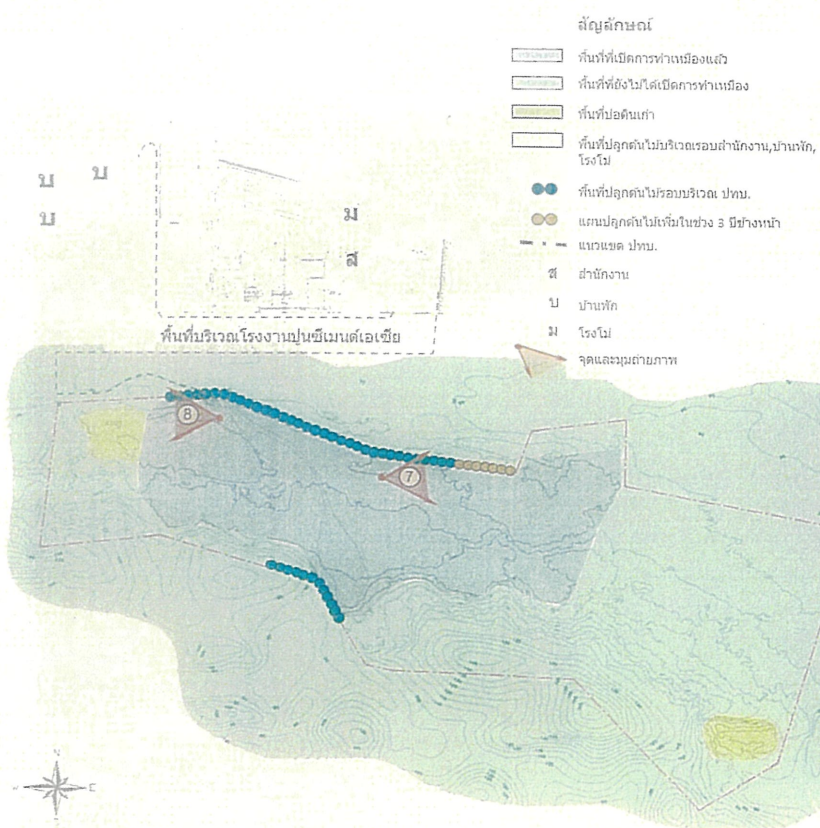 สัญลักษณ์
พื้นที่ที่เปิดการทำเหมืองแล้ว
พื้นที่ที่ยังไม่ได้เปิดการทำเหมือง
พื้นที่บ่อดินเก่า
พื้นที่ปลูกต้นไม้บริเวณรอบสำนักงาน,บ้านพัก,
โรงโม่
พื้นที่ปลูกต้นไม้รอบบริเวณ ปทบ.
แผนปลูกต้นไม้เพิ่มในช่วง 3 ปีข้างหน้า
แนวเขต ปทบ.
ส สำนักงาน
บ บ้านพัก
ม โรงโม่
จุดและมุมถ่ายภาพ
บ บ
บ
ม
ส
พื้นที่บริเวณโรงงานปูนซีเมนต์เอเซีย
8
7
N
W E